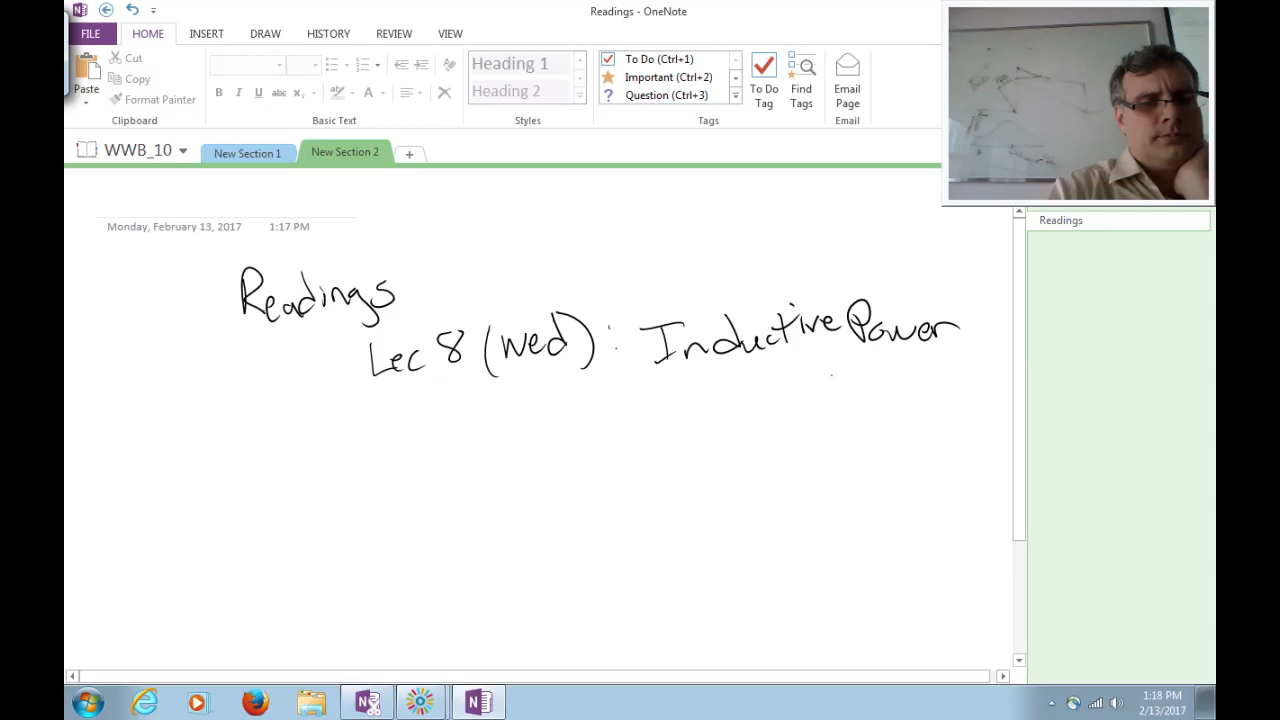 Readings - OneNote
FILE HOME INSERT DRAW HISTORY REVIEW VIEW
Paste
Cut
Copy
Format Painter
Clipboard
B I U abc X₂ A
Basic Text
Heading 1
Heading 2
Styles
To Do (Ctrl+1)
Important (Ctrl+2)
? Question (Ctrl+3)
To Do Tag
Find Tags
Tags
Email Page
Email
WWB_10 New Section 1 New Section 2 +
Readings
Monday, February 13, 2017 1:17 PM
Readings
Lec 8 (Wed): Inductive Power
1:18 PM
2/13/2017